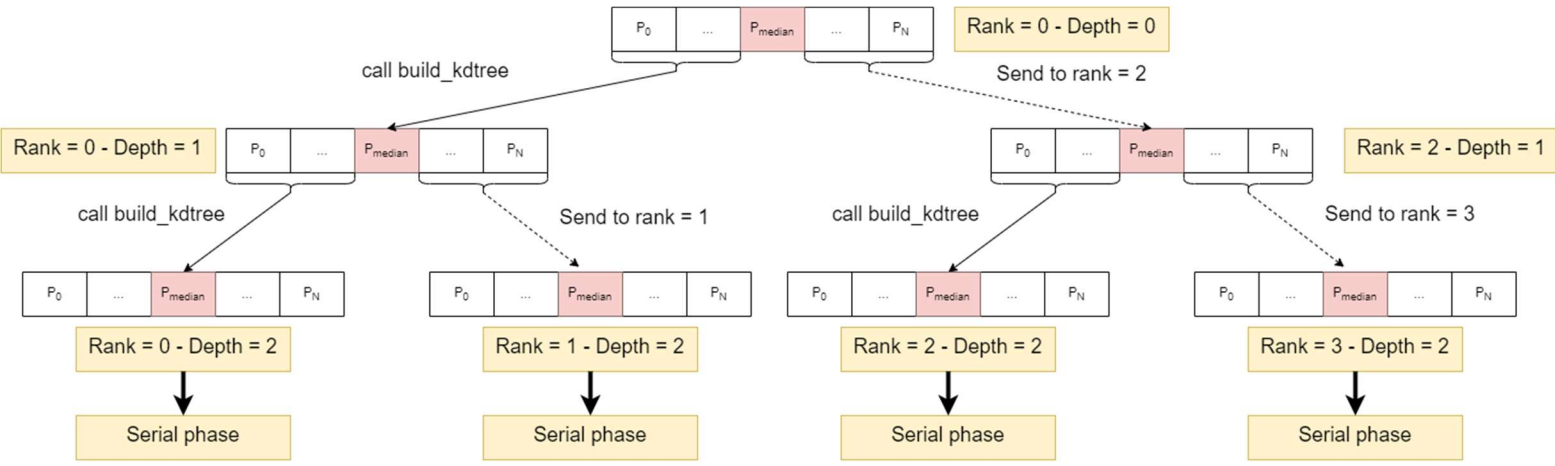 P0 ... Pmedian ... PN
Rank = 0 - Depth = 0
call build_kdtree
Send to rank = 2
Rank = 0 - Depth = 1
P0 ... Pmedian ... PN
P0 ... Pmedian ... PN
Rank = 2 - Depth = 1
call build_kdtree
Send to rank = 1
call build_kdtree
Send to rank = 3
P0 ... Pmedian ... PN
P0 ... Pmedian ... PN
P0 ... Pmedian ... PN
P0 ... Pmedian ... PN
Rank = 0 - Depth = 2
Rank = 1 - Depth = 2
Rank = 2 - Depth = 2
Rank = 3 - Depth = 2
Serial phase
Serial phase
Serial phase
Serial phase